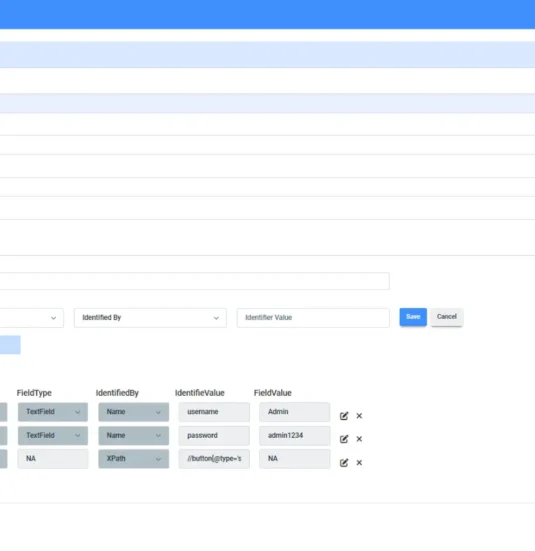 Identified By Identifier Value Save Cancel
FieldType IdentifiedBy IdentifieValue FieldValue
TextField Name username Admin
TextField Name password admin1234
NA XPath //button[@type='s NA